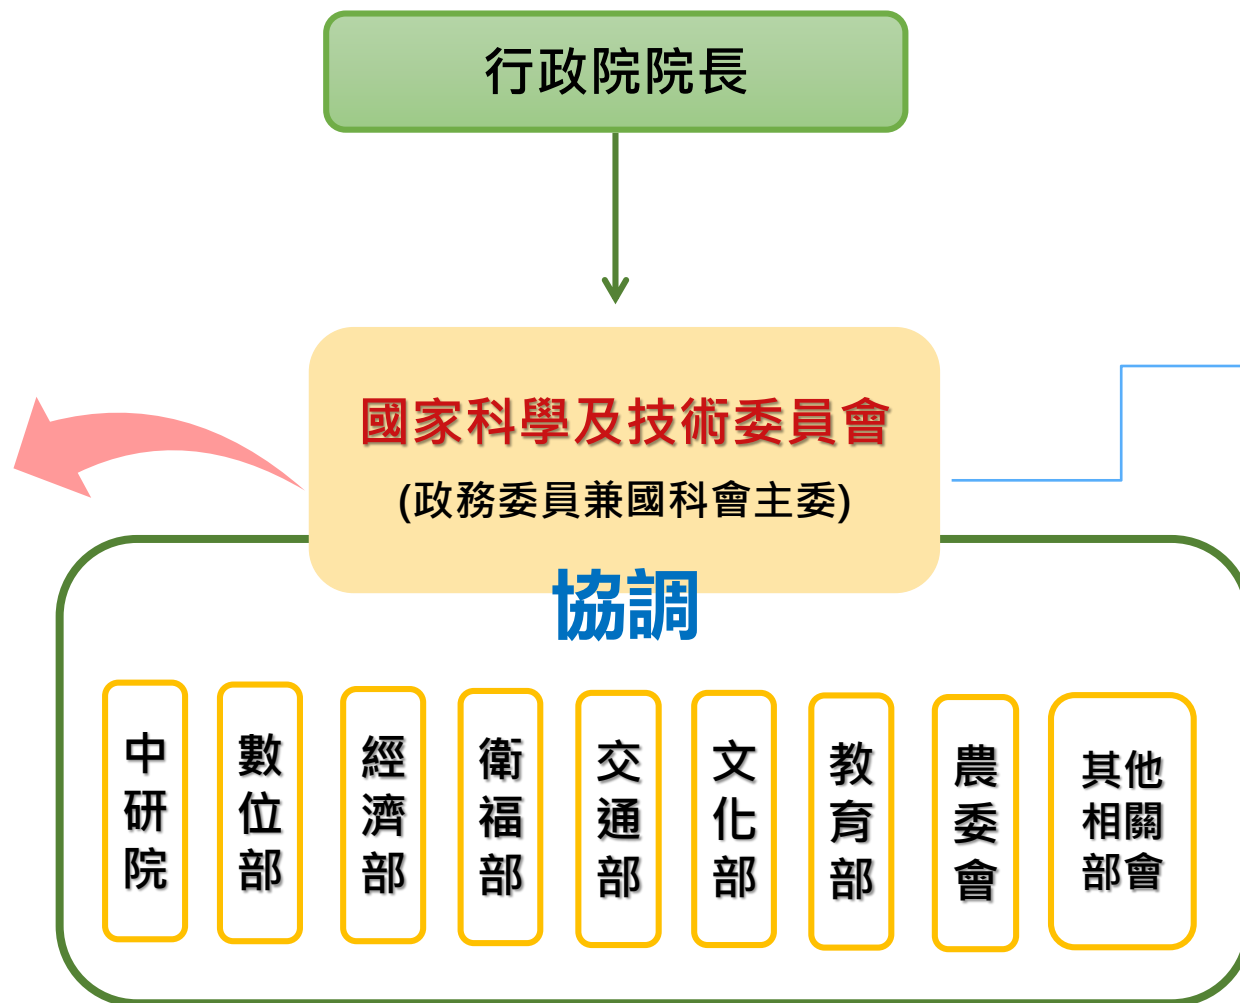 行政院院長
國家科學及技術委員會
(政務委員兼國科會主委)
協調
中研院
數位部
經濟部
衛福部
交通部
文化部
教育部
農委會
其他
相關
部會